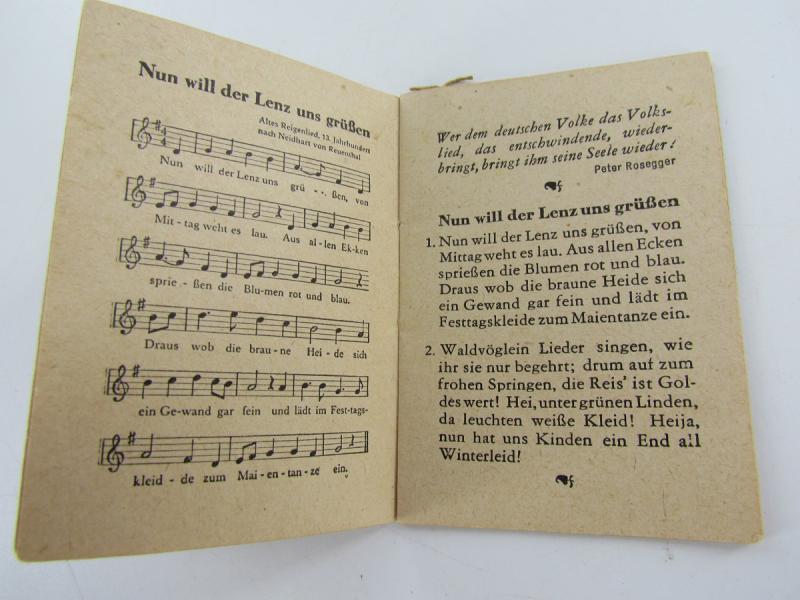 Nun will der Lenz uns grüßen
Altes Reigenlied, 13. Jahrhundert
nach Neidhart von Reuenthal
4
4
Nun will der Lenz uns grü - - ßen, von
Mit - tag weht es lau. Aus al - len Ek - ken
sprie - ßen die Blu - men rot und blau.
Draus wob die brau - ne Hei - de sich
ein Ge - wand gar fein und lädt im Fest - tags -
kleid - de zum Mai - en - tan - ze ein.
Wer dem deutschen Volke das Volks-
lied, das entschwindende, wieder-
bringt, bringt ihm seine Seele wieder!
Peter Rosegger
Nun will der Lenz uns grüßen
1. Nun will der Lenz uns grüßen, von
Mittag weht es lau. Aus allen Ecken
sprießen die Blumen rot und blau.
Draus wob die braune Heide sich
ein Gewand gar fein und lädt im
Festtagskleide zum Maientanze ein.
2. Waldvöglein Lieder singen, wie
ihr sie nur begehrt; drum auf zum
frohen Springen, die Reis' ist Gol-
des wert! Hei, unter grünen Linden,
da leuchten weiße Kleid! Heija,
nun hat uns Kinden ein End all
Winterleid!